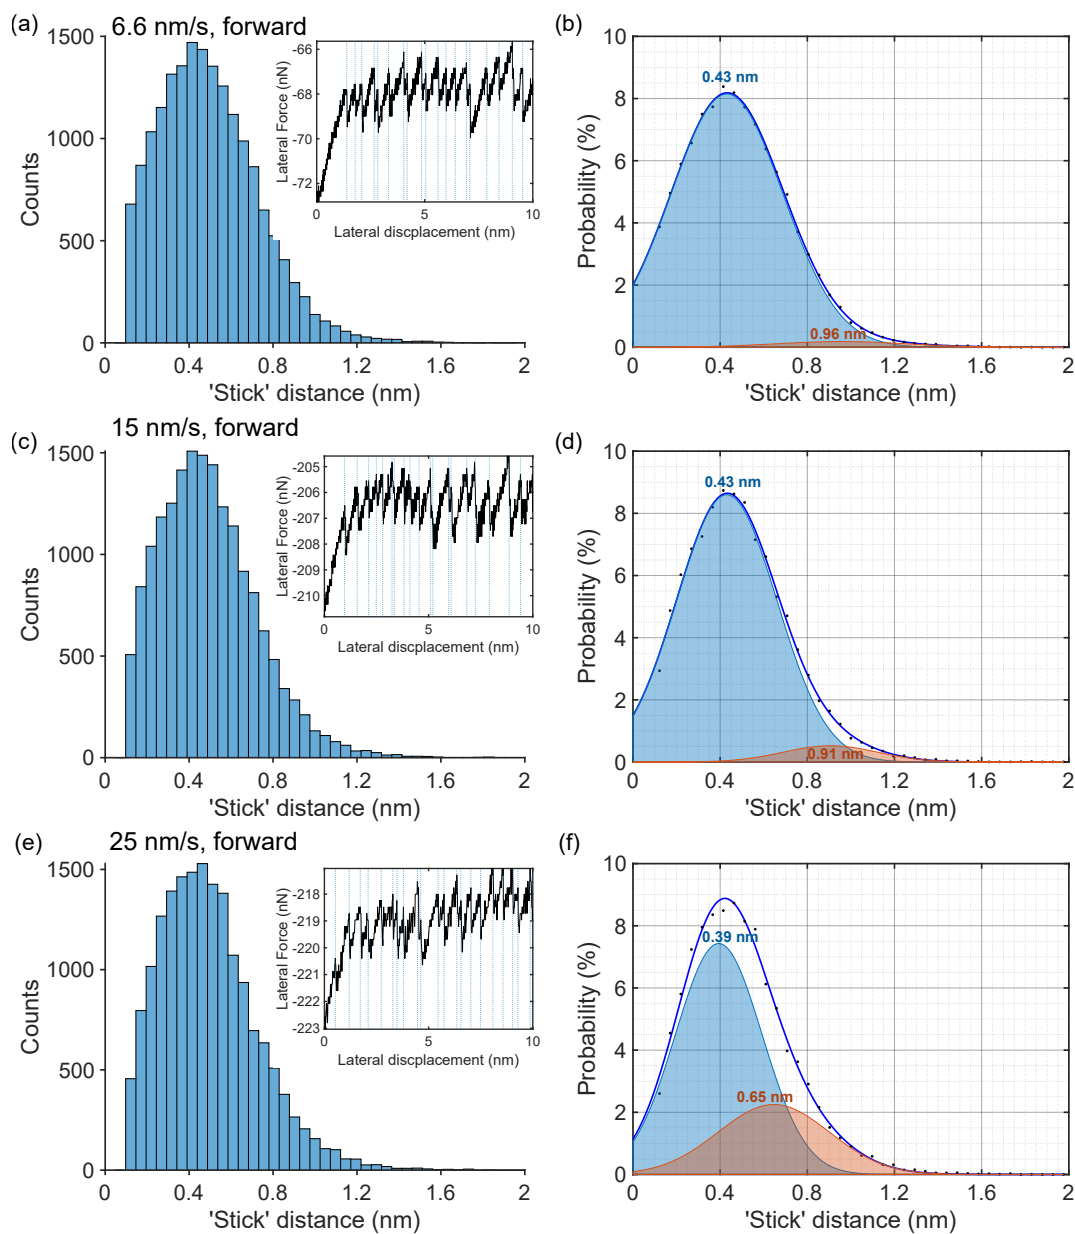 (a)
6.6 nm/s, forward
1500
1000
500
0
Counts
0.4
0.8
1.2
1.6
2
'Stick' distance (nm)
-66
-68
-70
-72
Lateral Force (nN)
0
5
10
Lateral discplacement (nm)
(b)
10
8
6
4
2
0
Probability (%)
0.43 nm
0.96 nm
0
0.4
0.8
1.2
1.6
2
'Stick' distance (nm)
(c)
15 nm/s, forward
1500
1000
500
0
Counts
0.4
0.8
1.2
1.6
2
'Stick' distance (nm)
-205
-206
-207
-208
-210
Lateral Force (nN)
0
5
10
Lateral discplacement (nm)
(d)
10
8
6
4
2
0
Probability (%)
0.43 nm
0.91 nm
0
0.4
0.8
1.2
1.6
2
'Stick' distance (nm)
(e)
25 nm/s, forward
1500
1000
500
0
Counts
0.4
0.8
1.2
1.6
2
'Stick' distance (nm)
-218
-219
-220
-221
-222
-223
Lateral Force (nN)
0
5
10
Lateral discplacement (nm)
(f)
10
8
6
4
2
0
Probability (%)
0.39 nm
0.65 nm
0
0.4
0.8
1.2
1.6
2
'Stick' distance (nm)